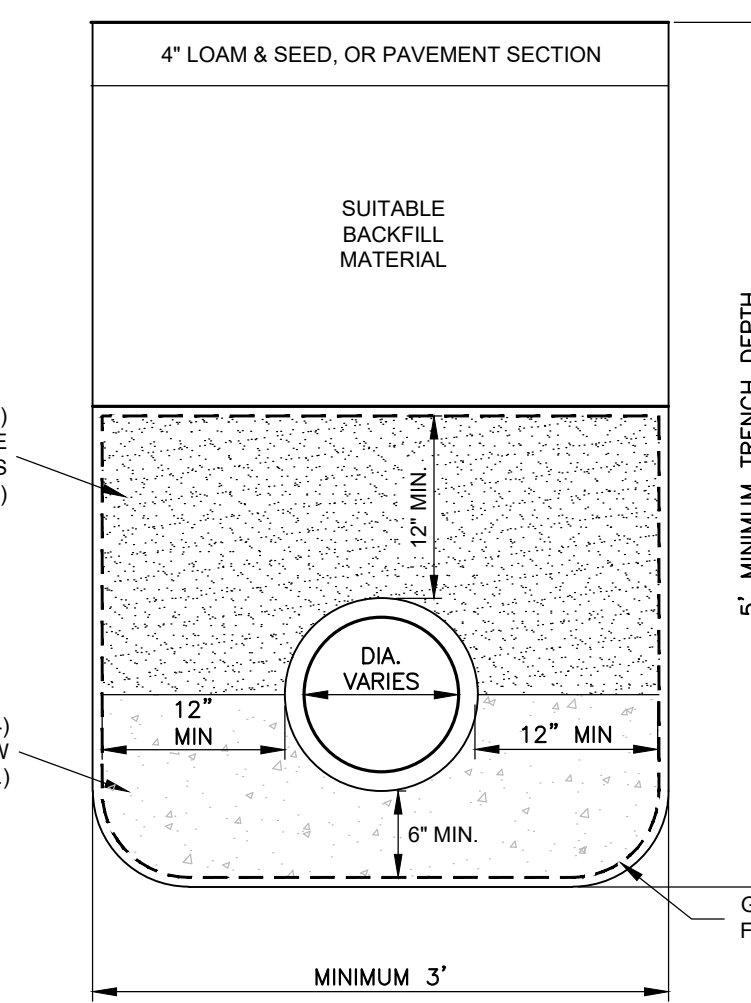 4" LOAM & SEED, OR PAVEMENT SECTION
SUITABLE
BACKFILL
MATERIAL
5' MINIMUM TRENCH DEPTH
12" MIN.
DIA.
VARIES
12"
MIN
12" MIN
6" MIN.
MINIMUM 3'